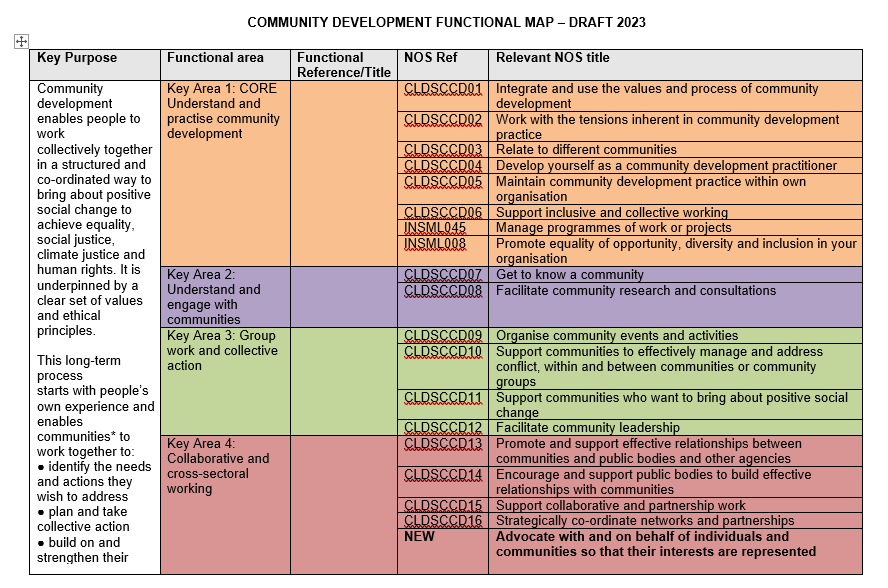 COMMUNITY DEVELOPMENT FUNCTIONAL MAP – DRAFT 2023
Key Purpose
Functional area
Functional
Reference/Title
NOS Ref
Relevant NOS title
Community
development
enables people to
work
collectively together
in a structured and
co-ordinated way to
bring about positive
social change to
achieve equality,
social justice,
climate justice and
human rights. It is
underpinned by a
clear set of values
and ethical
principles.
This long-term
process
starts with people’s
own experience and
enables
communities* to
work together to:
● identify the needs
and actions they
wish to address
● plan and take
collective action
● build on and
strengthen their
Key Area 1: CORE
Understand and
practise community
development
CLDSCCD01
Integrate and use the values and process of community
development
CLDSCCD02
Work with the tensions inherent in community development
practice
CLDSCCD03
Relate to different communities
CLDSCCD04
Develop yourself as a community development practitioner
CLDSCCD05
Maintain community development practice within own
organisation
CLDSCCD06
Support inclusive and collective working
INSML045
Manage programmes of work or projects
INSML008
Promote equality of opportunity, diversity and inclusion in your
organisation
Key Area 2:
Understand and
engage with
communities
CLDSCCD07
Get to know a community
CLDSCCD08
Facilitate community research and consultations
Key Area 3: Group
work and collective
action
CLDSCCD09
Organise community events and activities
CLDSCCD10
Support communities to effectively manage and address
conflict, within and between communities or community
groups
CLDSCCD11
Support communities who want to bring about positive social
change
CLDSCCD12
Facilitate community leadership
Key Area 4:
Collaborative and
cross-sectoral
working
CLDSCCD13
Promote and support effective relationships between
communities and public bodies and other agencies
CLDSCCD14
Encourage and support public bodies to build effective
relationships with communities
CLDSCCD15
Support collaborative and partnership work
CLDSCCD16
Strategically co-ordinate networks and partnerships
NEW
Advocate with and on behalf of individuals and
communities so that their interests are represented